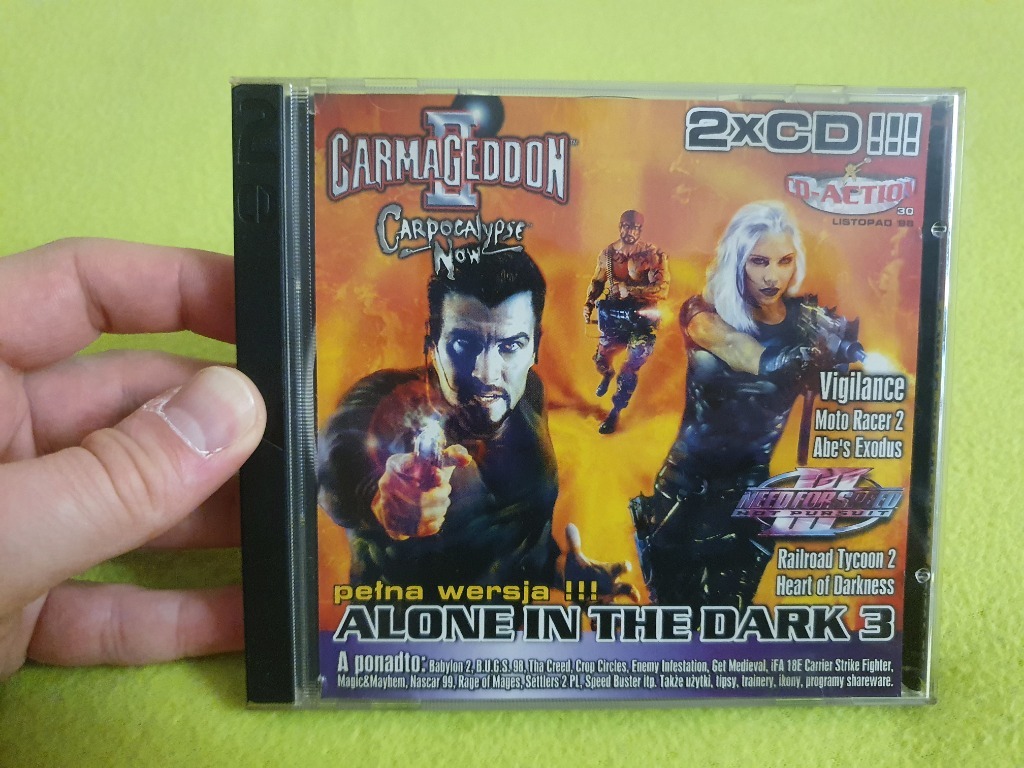 2xCD!!!
CARMAGEDDON
II
CARPOCALYPSE
NOW
CD-ACTION
30
LISTOPAD 98
Vigilance
Moto Racer 2
Abe's Exodus
NEED FOR SPEED
III
HOT PURSUIT
Railroad Tycoon 2
Heart of Darkness
pełna wersja !!!
ALONE IN THE DARK 3
A ponadto: Babylon 2, B.U.G.S. 98, Tha Creed, Crop Circles, Enemy Infestation, Get Medieval, iFA 18E Carrier Strike Fighter,
Magic&Mayhem, Nascar 99, Rage of Mages, Settlers 2 PL, Speed Buster itp. Także użytki, tipsy, trainery, ikony, programy shareware.